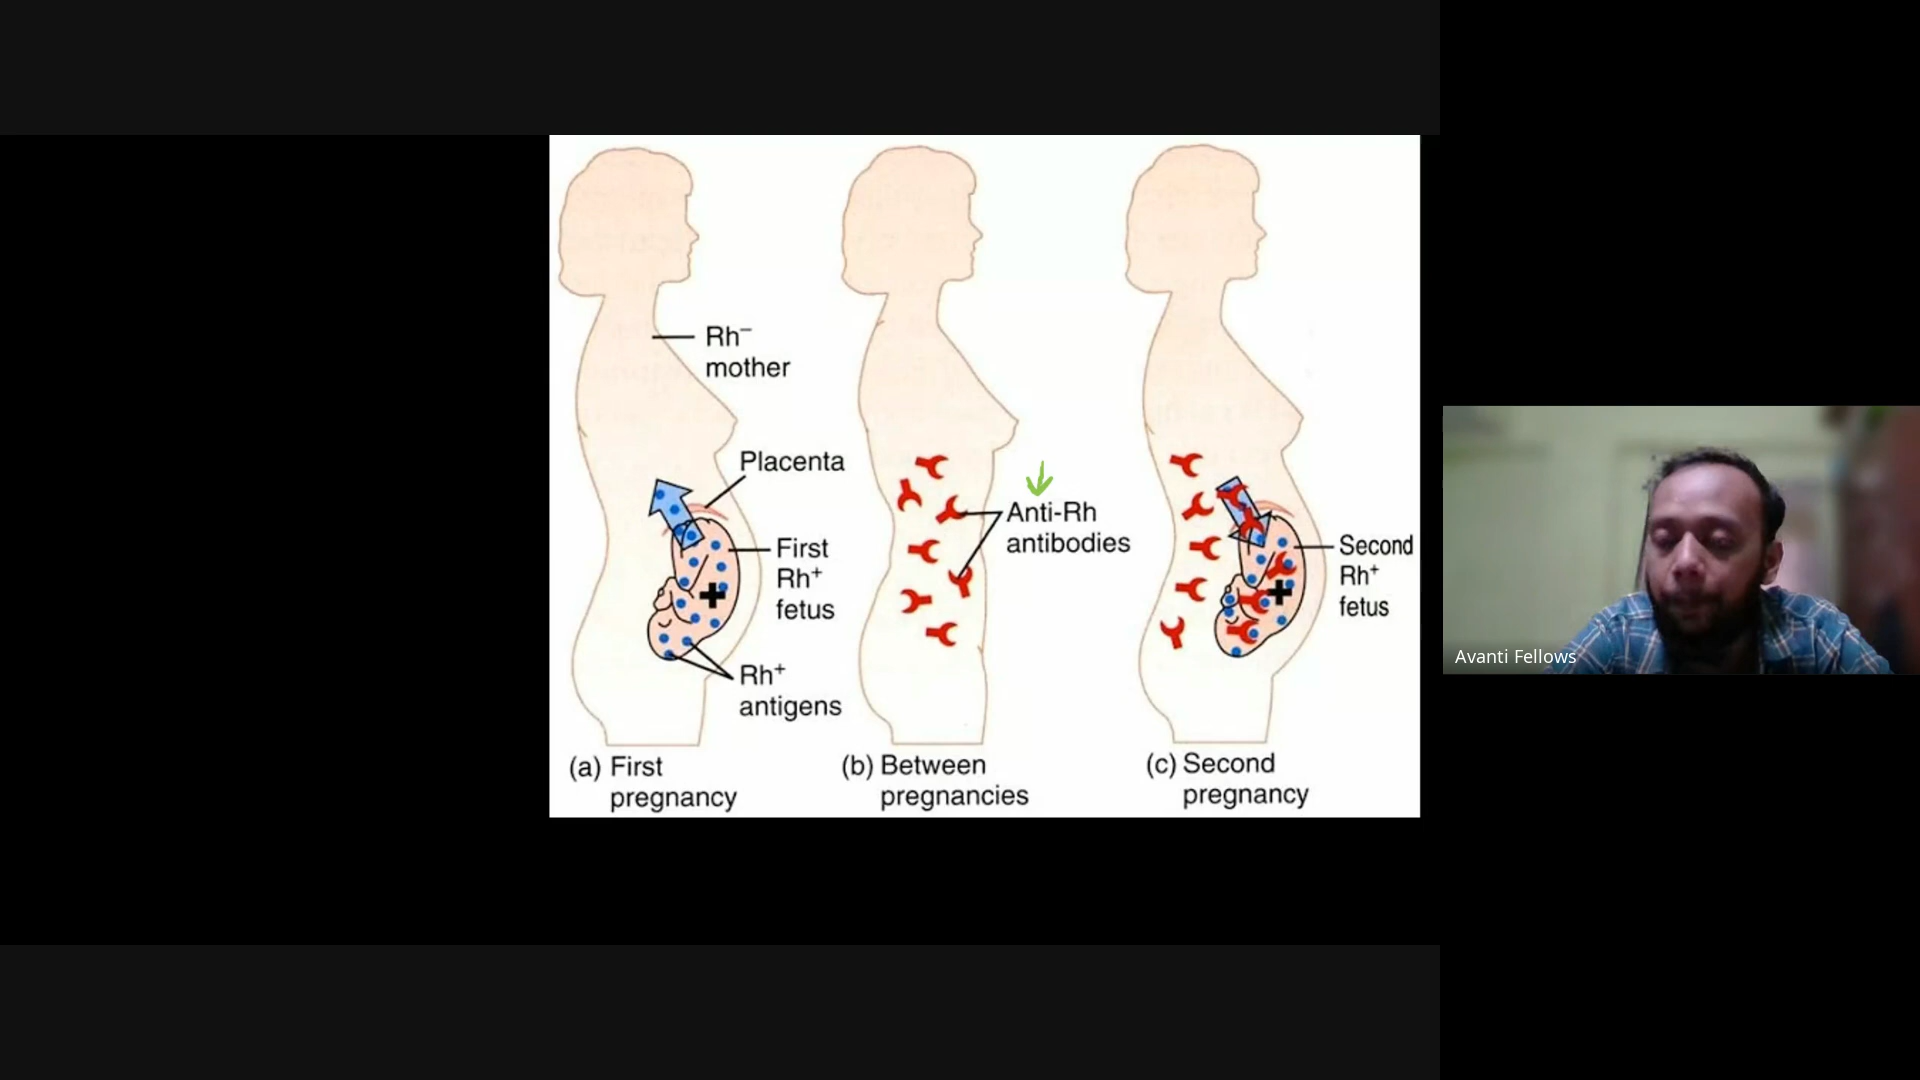 Rh⁻
mother
Placenta
First
Rh⁺
fetus
Rh⁺
antigens
(a) First
pregnancy
Anti-Rh
antibodies
(b) Between
pregnancies
Second
Rh⁺
fetus
(c) Second
pregnancy
Avanti Fellows